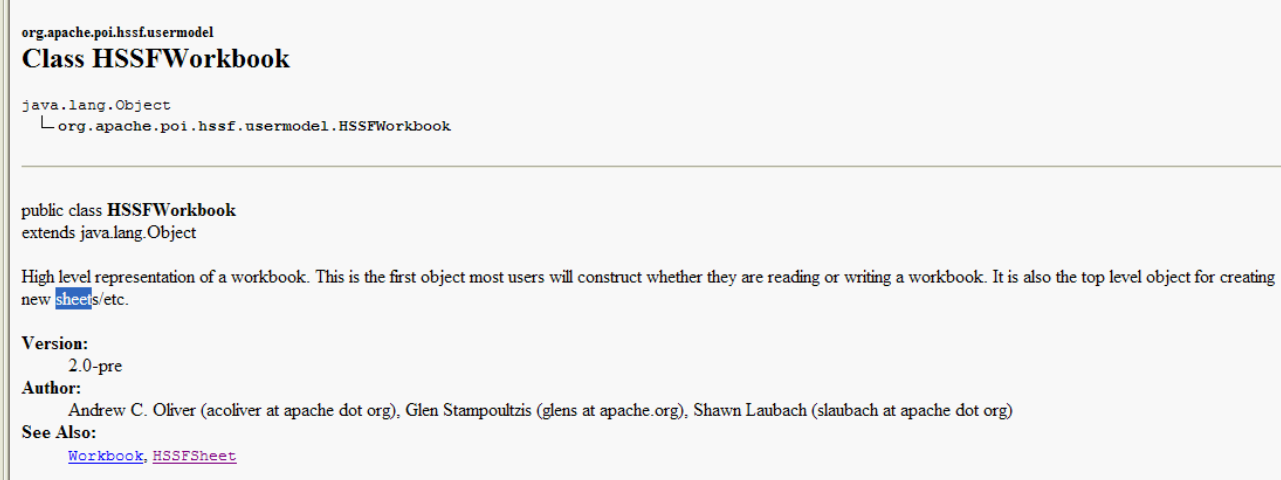 org.apache.poi.hssf.usermodel
Class HSSFWorkbook
java.lang.Object
org.apache.poi.hssf.usermodel.HSSFWorkbook
public class HSSFWorkbook
extends java.lang.Object
High level representation of a workbook. This is the first object most users will construct whether they are reading or writing a workbook. It is also the top level object for creating
new sheets/etc.
Version:
2.0-pre
Author:
Andrew C. Oliver (acoliver at apache dot org), Glen Stampoultzis (glens at apache.org), Shawn Laubach (slaubach at apache dot org)
See Also:
Workbook, HSSFSheet